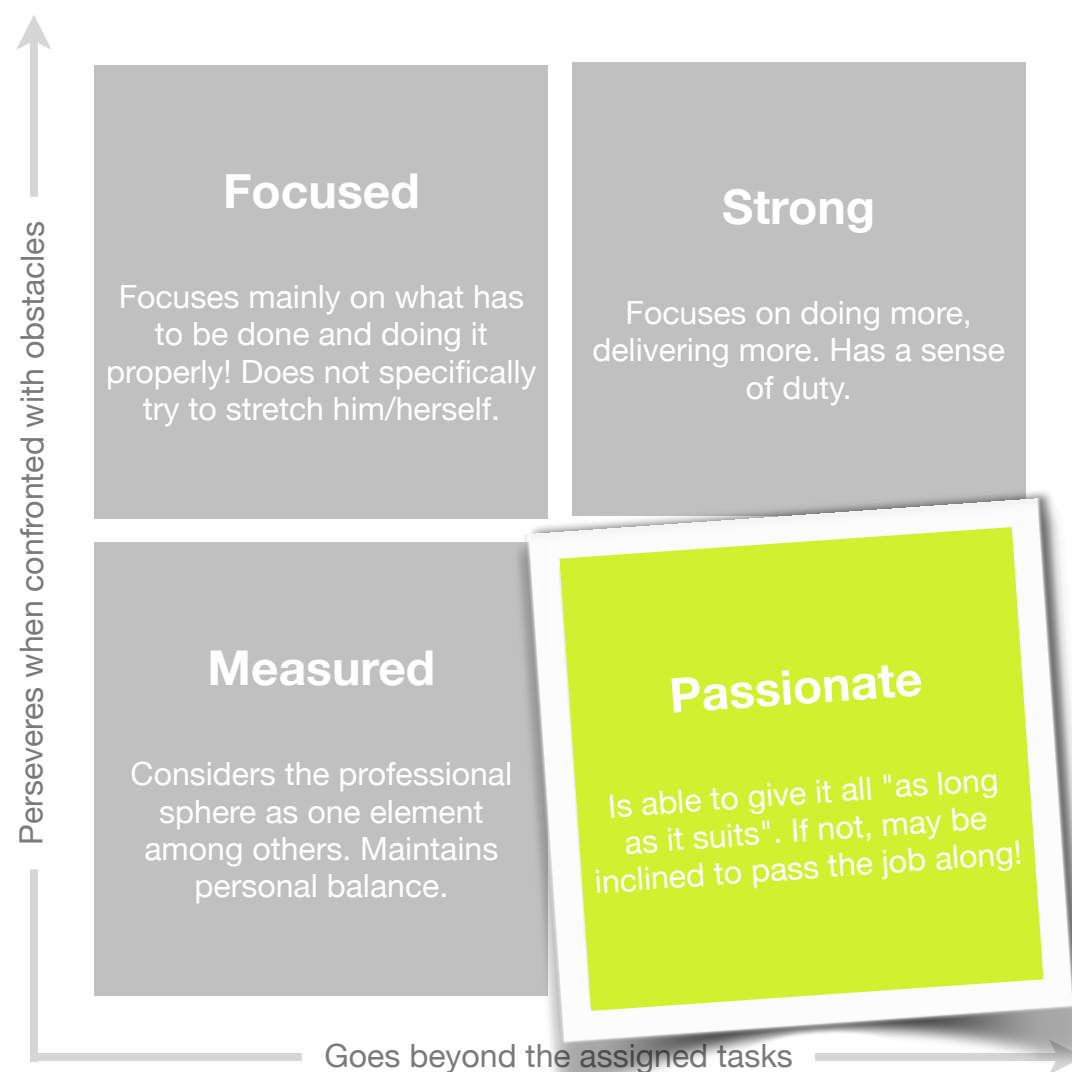 Perseveres when confronted with obstacles
Focused
Focuses mainly on what has
to be done and doing it
properly! Does not specifically
try to stretch him/herself.
Strong
Focuses on doing more,
delivering more. Has a sense
of duty.
Measured
Considers the professional
sphere as one element
among others. Maintains
personal balance.
Passionate
Is able to give it all "as long
as it suits". If not, may be
inclined to pass the job along!
Goes beyond the assigned tasks